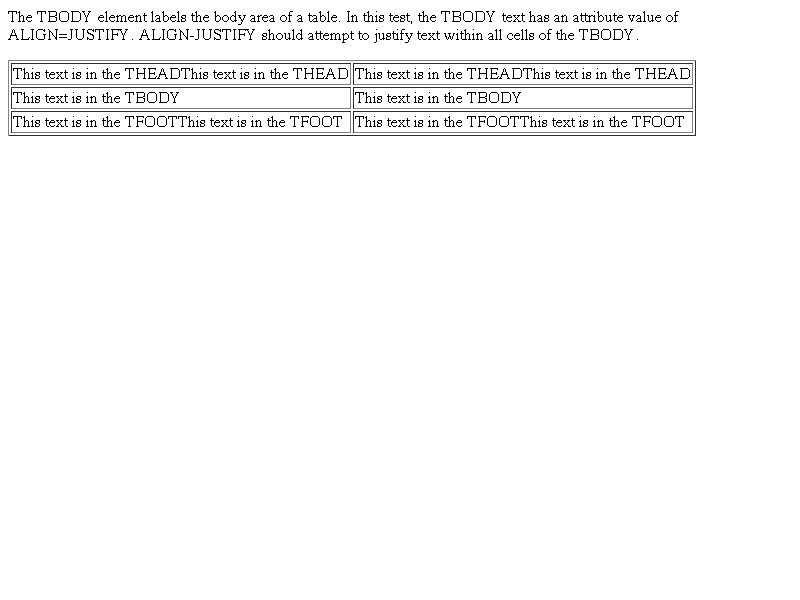 The TBODY element labels the body area of a table. In this test, the TBODY text has an attribute value of
ALIGN=JUSTIFY. ALIGN-JUSTIFY should attempt to justify text within all cells of the TBODY.
This text is in the THEADThis text is in the THEAD This text is in the THEADThis text is in the THEAD
This text is in the TBODY This text is in the TBODY
This text is in the TFOOTThis text is in the TFOOT This text is in the TFOOTThis text is in the TFOOT